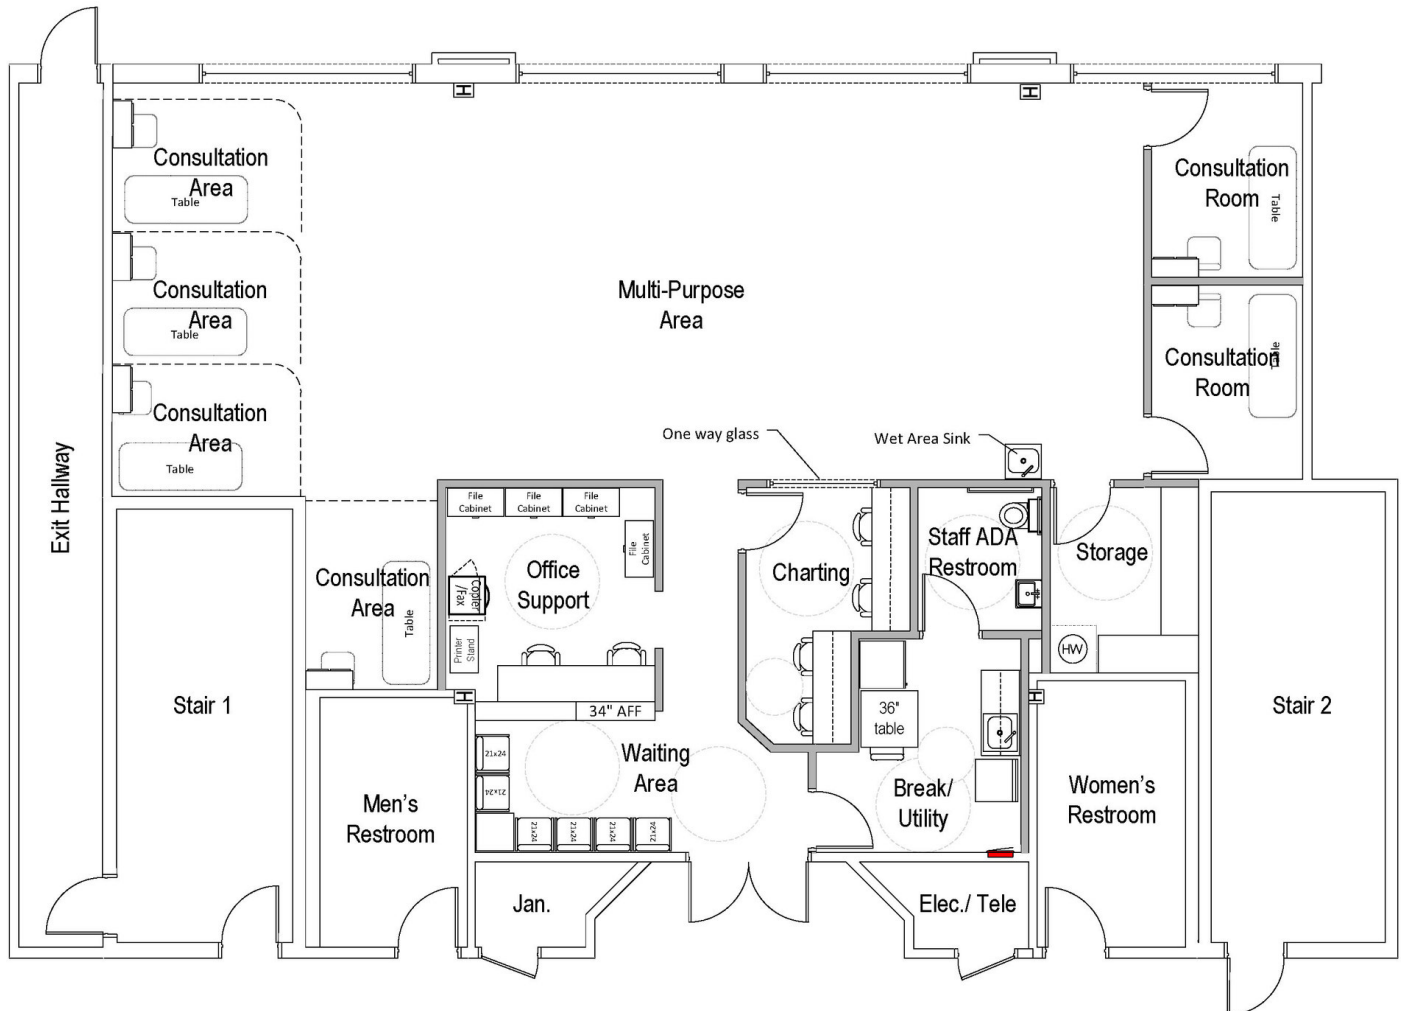 Consultation
Area
Table
Consultation
Area
Table
Consultation
Area
Table
Multi-Purpose
Area
Consultation
Room
Table
Consultation
Room
Table
Exit Hallway
One way glass
Wet Area Sink
File
Cabinet
File
Cabinet
File
Cabinet
File
Cabinet
Office
Support
Copier
/Fax
Printer
Stand
Consultation
Area
Table
Charting
Staff ADA
Restroom
Storage
HW
Stair 1
34" AFF
36"
table
Stair 2
Waiting
Area
21x24
21x24
21x24
21x24
21x24
21x24
Men's
Restroom
Break/
Utility
Women's
Restroom
Jan.
Elec./ Tele
H
H
H
H